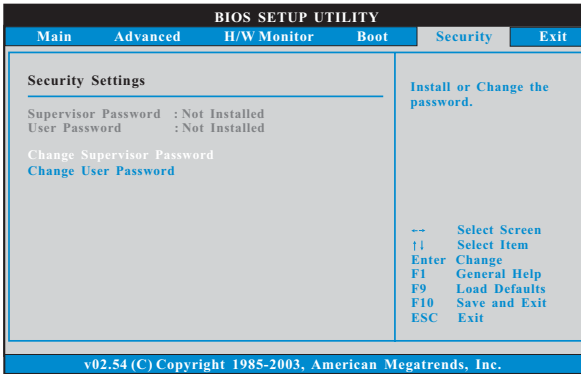 BIOS SETUP UTILITY
Main Advanced H/W Monitor Boot Security Exit
Security Settings
Supervisor Password : Not Installed
User Password : Not Installed
Change Supervisor Password
Change User Password
Install or Change the
password.
←→ Select Screen
↑↓ Select Item
Enter Change
F1 General Help
F9 Load Defaults
F10 Save and Exit
ESC Exit
v02.54 (C) Copyright 1985-2003, American Megatrends, Inc.